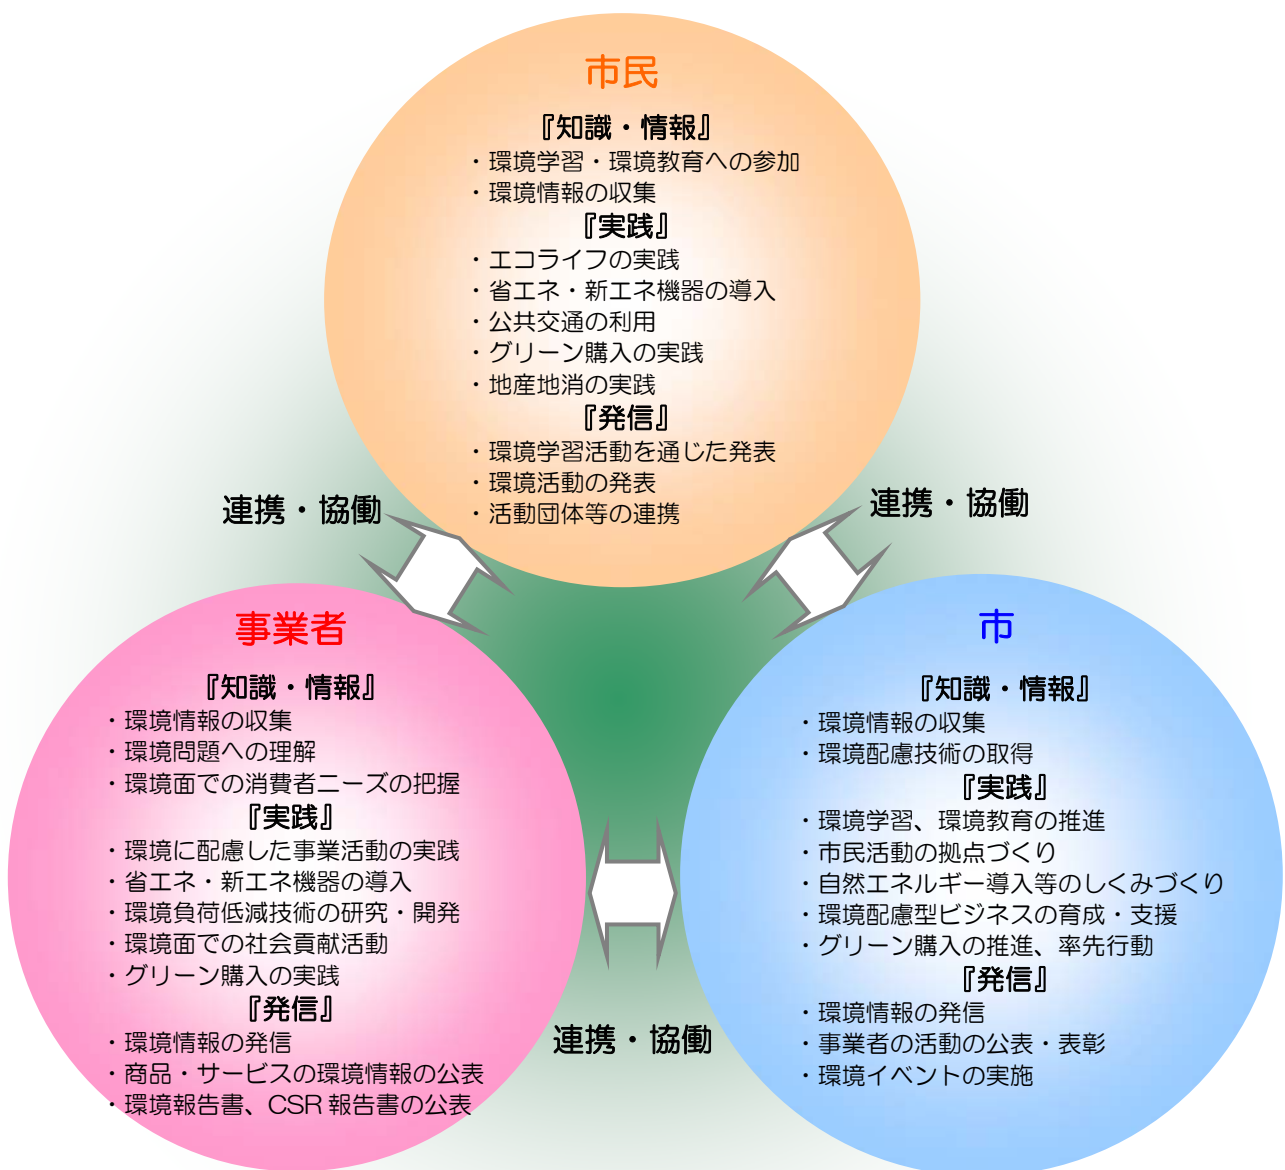 市民
『知識・情報』
・環境学習・環境教育への参加
・環境情報の収集
『実践』
・エコライフの実践
・省エネ・新エネ機器の導入
・公共交通の利用
・グリーン購入の実践
・地産地消の実践
『発信』
・環境学習活動を通じた発表
・環境活動の発表
・活動団体等の連携
連携・協働
連携・協働
事業者
『知識・情報』
・環境情報の収集
・環境問題への理解
・環境面での消費者ニーズの把握
『実践』
・環境に配慮した事業活動の実践
・省エネ・新エネ機器の導入
・環境負荷低減技術の研究・開発
・環境面での社会貢献活動
・グリーン購入の実践
『発信』
・環境情報の発信
・商品・サービスの環境情報の公表
・環境報告書、CSR 報告書の公表
市
『知識・情報』
・環境情報の収集
・環境配慮技術の取得
『実践』
・環境学習、環境教育の推進
・市民活動の拠点づくり
・自然エネルギー導入等のしくみづくり
・環境配慮型ビジネスの育成・支援
・グリーン購入の推進、率先行動
『発信』
・環境情報の発信
・事業者の活動の公表・表彰
・環境イベントの実施
連携・協働